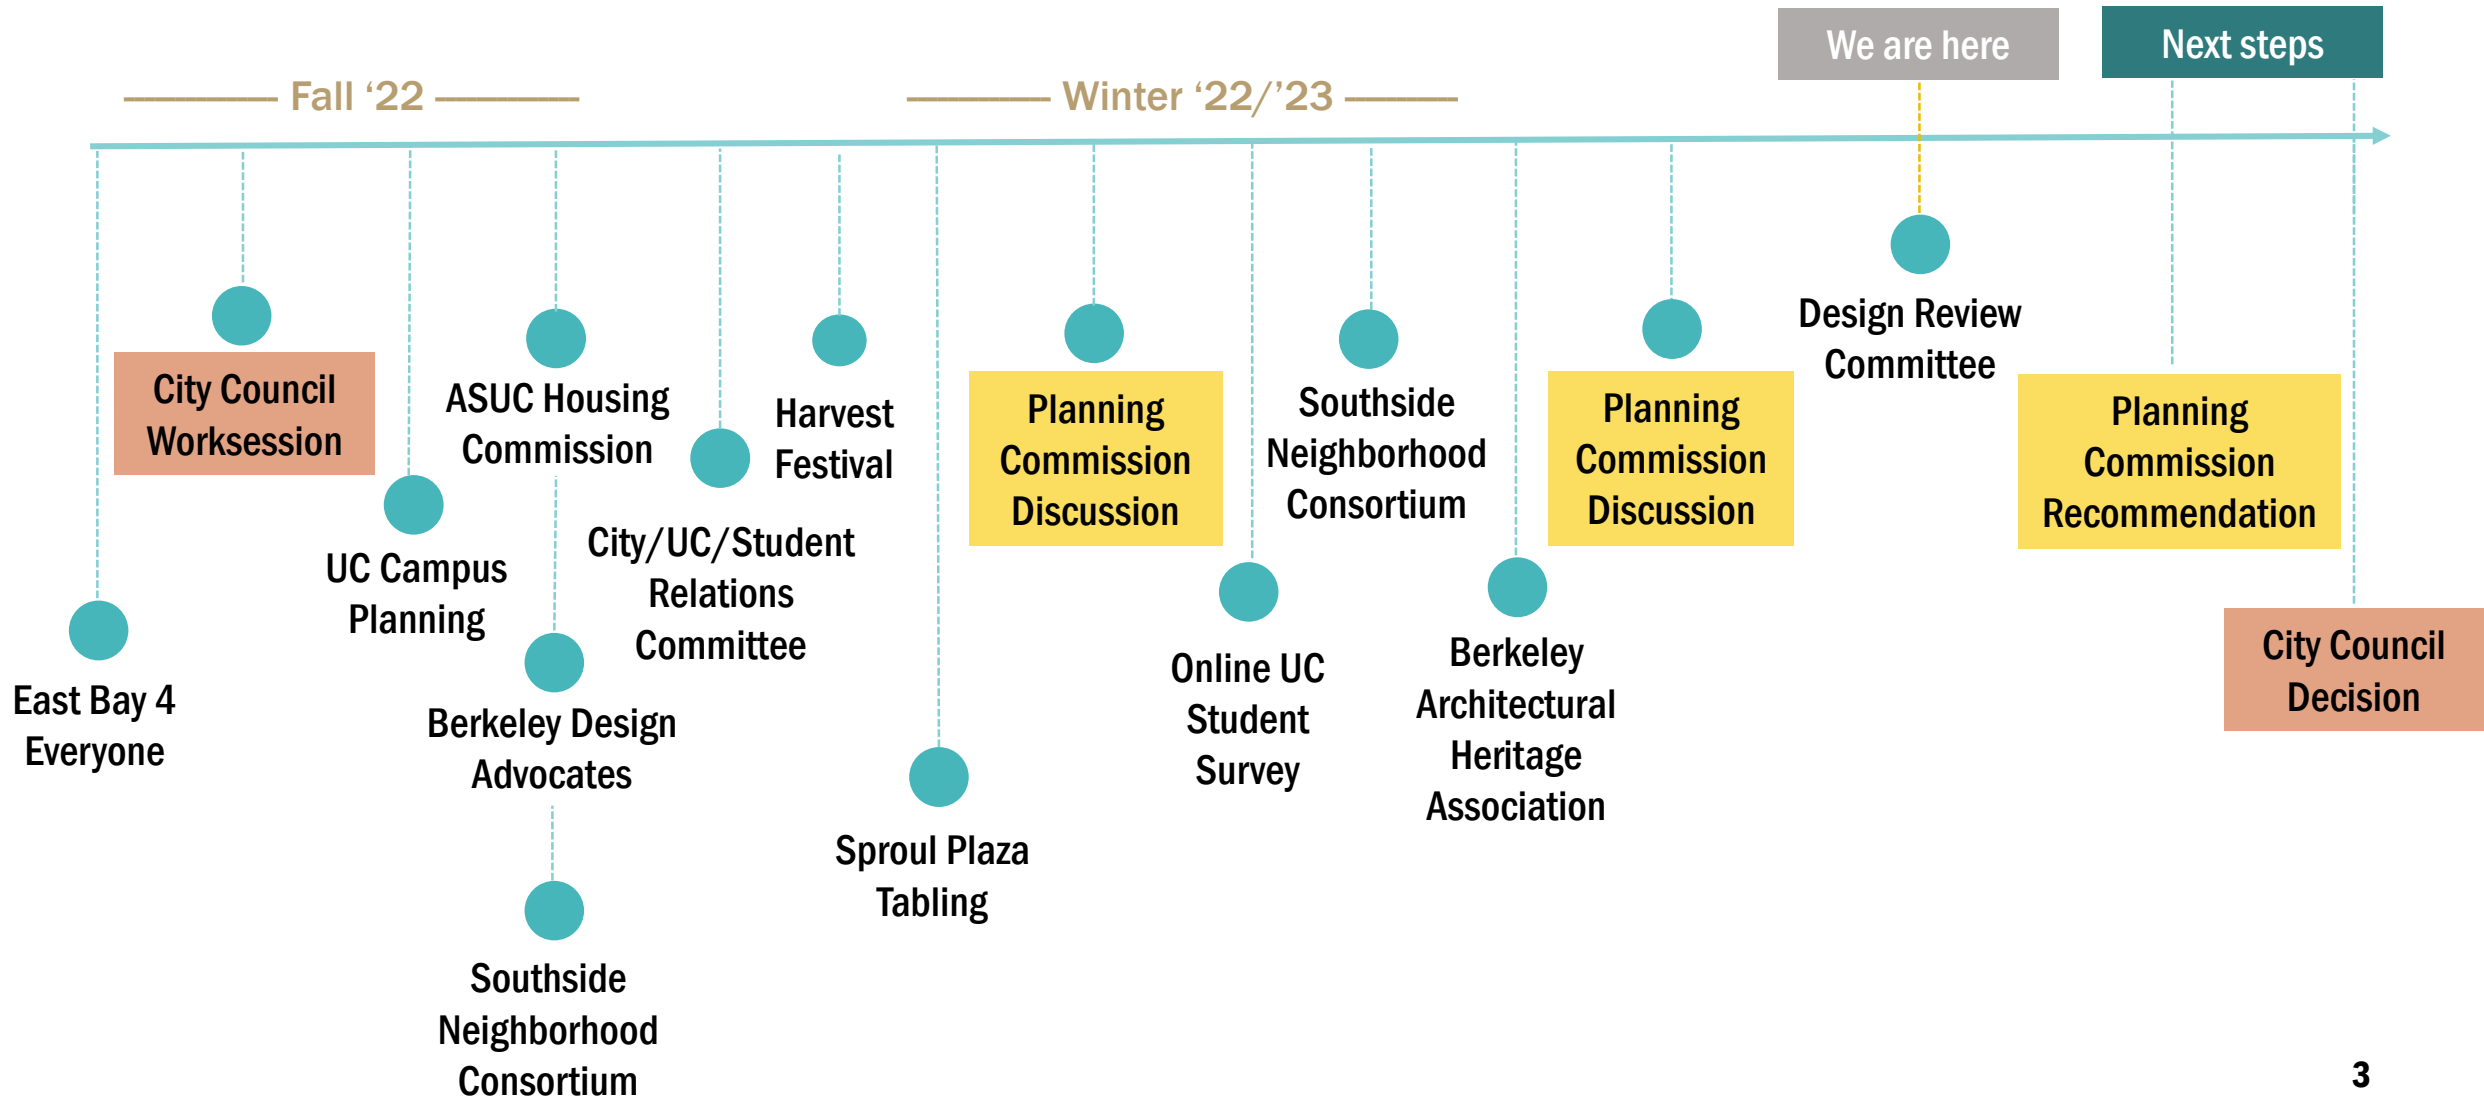 We are here
Next steps
Fall ‘22
Winter ‘22/’23
East Bay 4
Everyone
City Council
Worksession
UC Campus
Planning
ASUC Housing
Commission
Berkeley Design
Advocates
Southside
Neighborhood
Consortium
City/UC/Student
Relations
Committee
Harvest
Festival
Sproul Plaza
Tabling
Planning
Commission
Discussion
Online UC
Student
Survey
Southside
Neighborhood
Consortium
Berkeley
Architectural
Heritage
Association
Planning
Commission
Discussion
Design Review
Committee
Planning
Commission
Recommendation
City Council
Decision
3